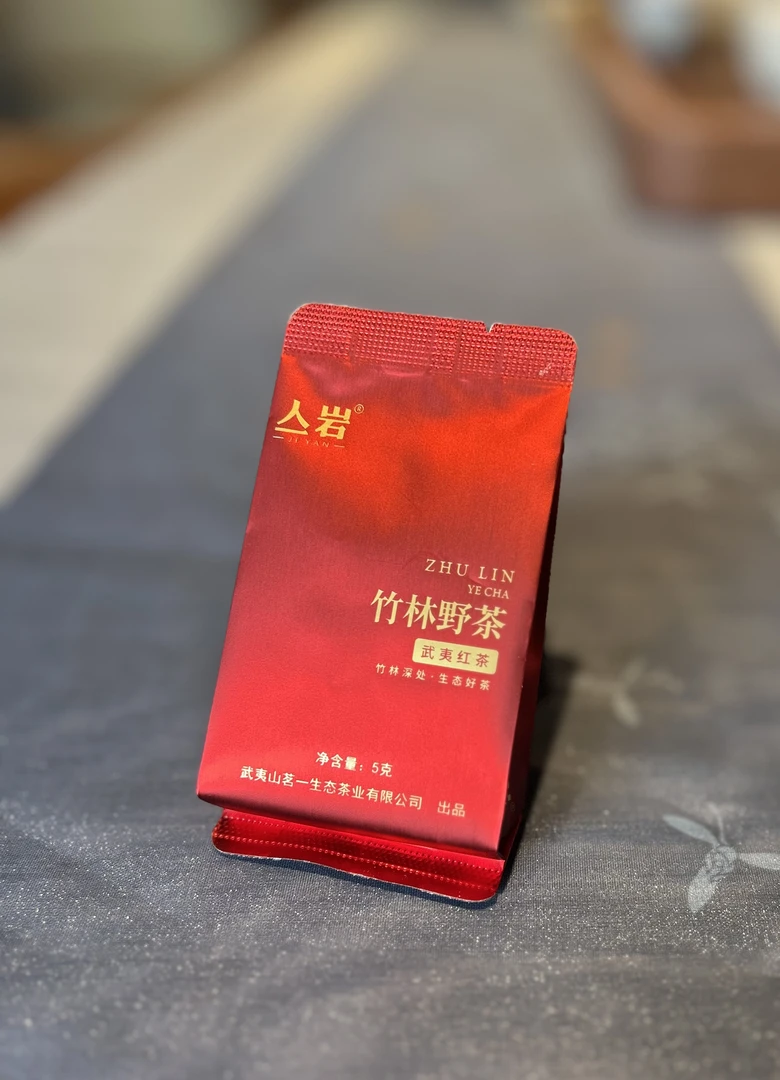 亼岩®
JI YAN
ZHU LIN
YE CHA
竹林野茶
武夷红茶
竹林深处·生态好茶
净含量：5克
武夷山茗一生态茶业有限公司 出品